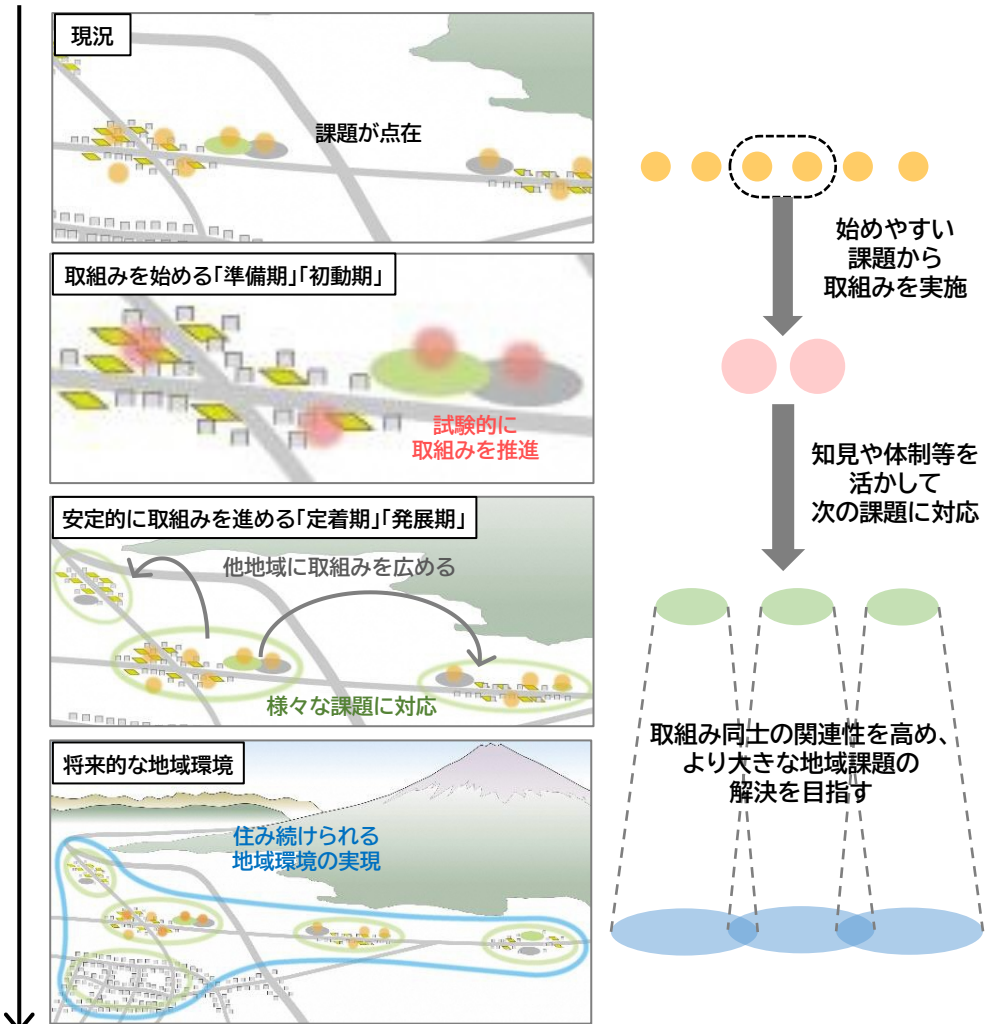 現況
課題が点在
始めやすい
課題から
取組みを実施
取組みを始める「準備期」「初動期」
試験的に
取組みを推進
知見や体制等を
活かして
次の課題に対応
安定的に取組みを進める「定着期」「発展期」
他地域に取組みを広める
様々な課題に対応
取組み同士の関連性を高め、
より大きな地域課題の
解決を目指す
将来的な地域環境
住み続けられる
地域環境の実現